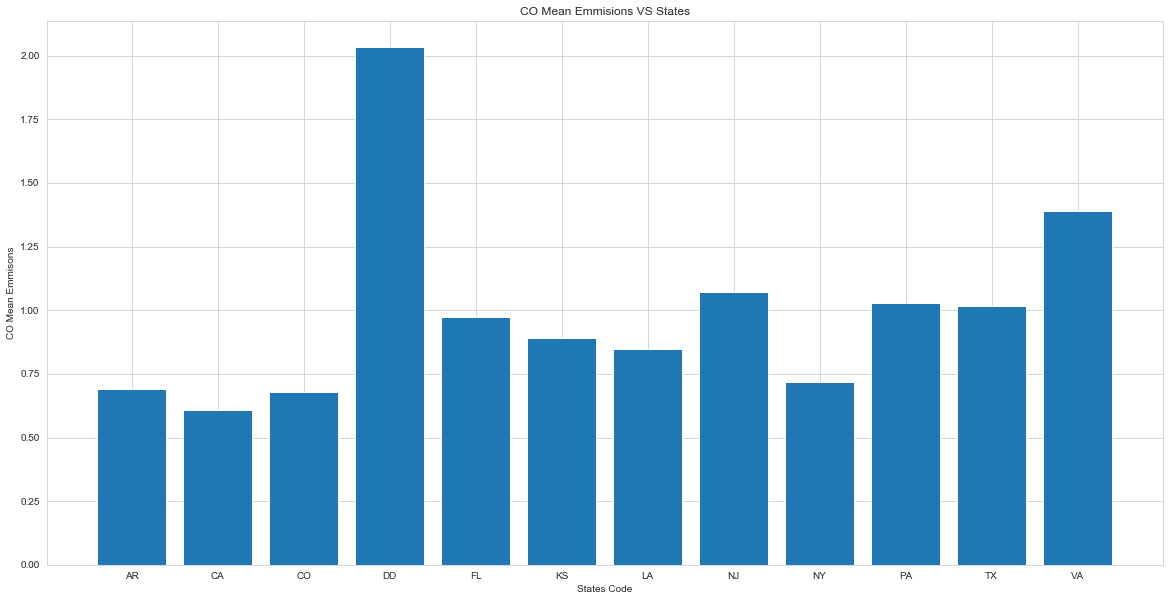 CO Mean Emmisions VS States
CO Mean Emmisons
2.00
1.75
1.50
1.25
1.00
0.75
0.50
0.25
0.00
AR CA CO DD FL KS LA NJ NY PA TX VA
States Code